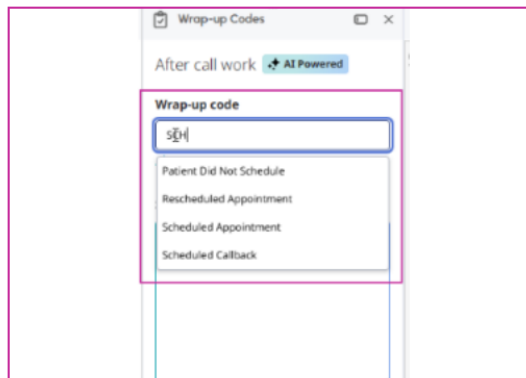 Wrap-up Codes
After call work AI Powered
Wrap-up code
SCH
Patient Did Not Schedule
Rescheduled Appointment
Scheduled Appointment
Scheduled Callback